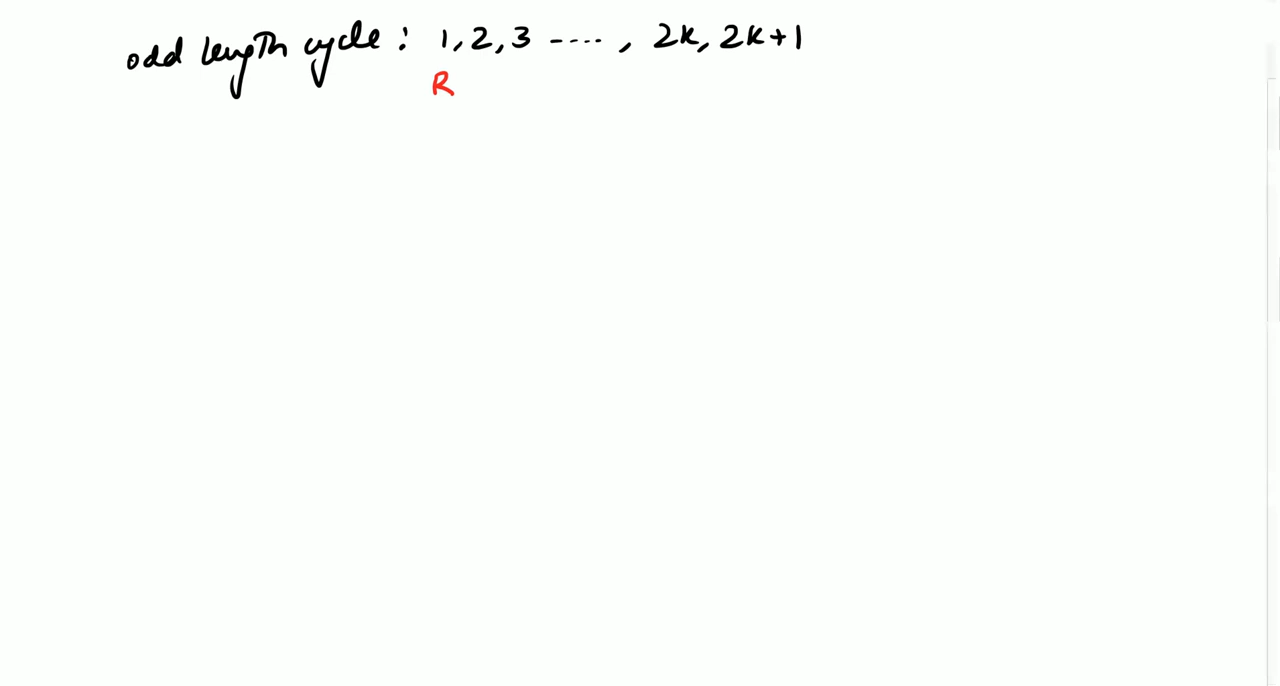 odd length cycle : 1, 2, 3 ---- , 2k, 2k+1
R